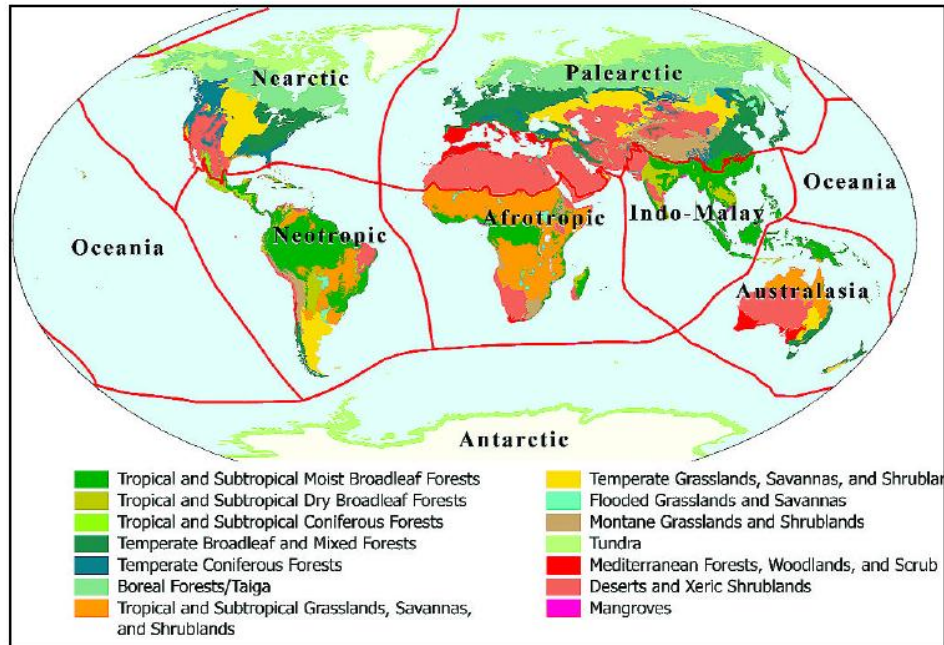 Nearctic
Palearctic
Oceania
Oceania
Neotropic
Afrotropic
Indo-Malay
Australasia
Antarctic
Tropical and Subtropical Moist Broadleaf Forests
Tropical and Subtropical Dry Broadleaf Forests
Tropical and Subtropical Coniferous Forests
Temperate Broadleaf and Mixed Forests
Temperate Coniferous Forests
Boreal Forests/Taiga
Tropical and Subtropical Grasslands, Savannas,
and Shrublands
Temperate Grasslands, Savannas, and Shrublan
Flooded Grasslands and Savannas
Montane Grasslands and Shrublands
Tundra
Mediterranean Forests, Woodlands, and Scrub
Deserts and Xeric Shrublands
Mangroves